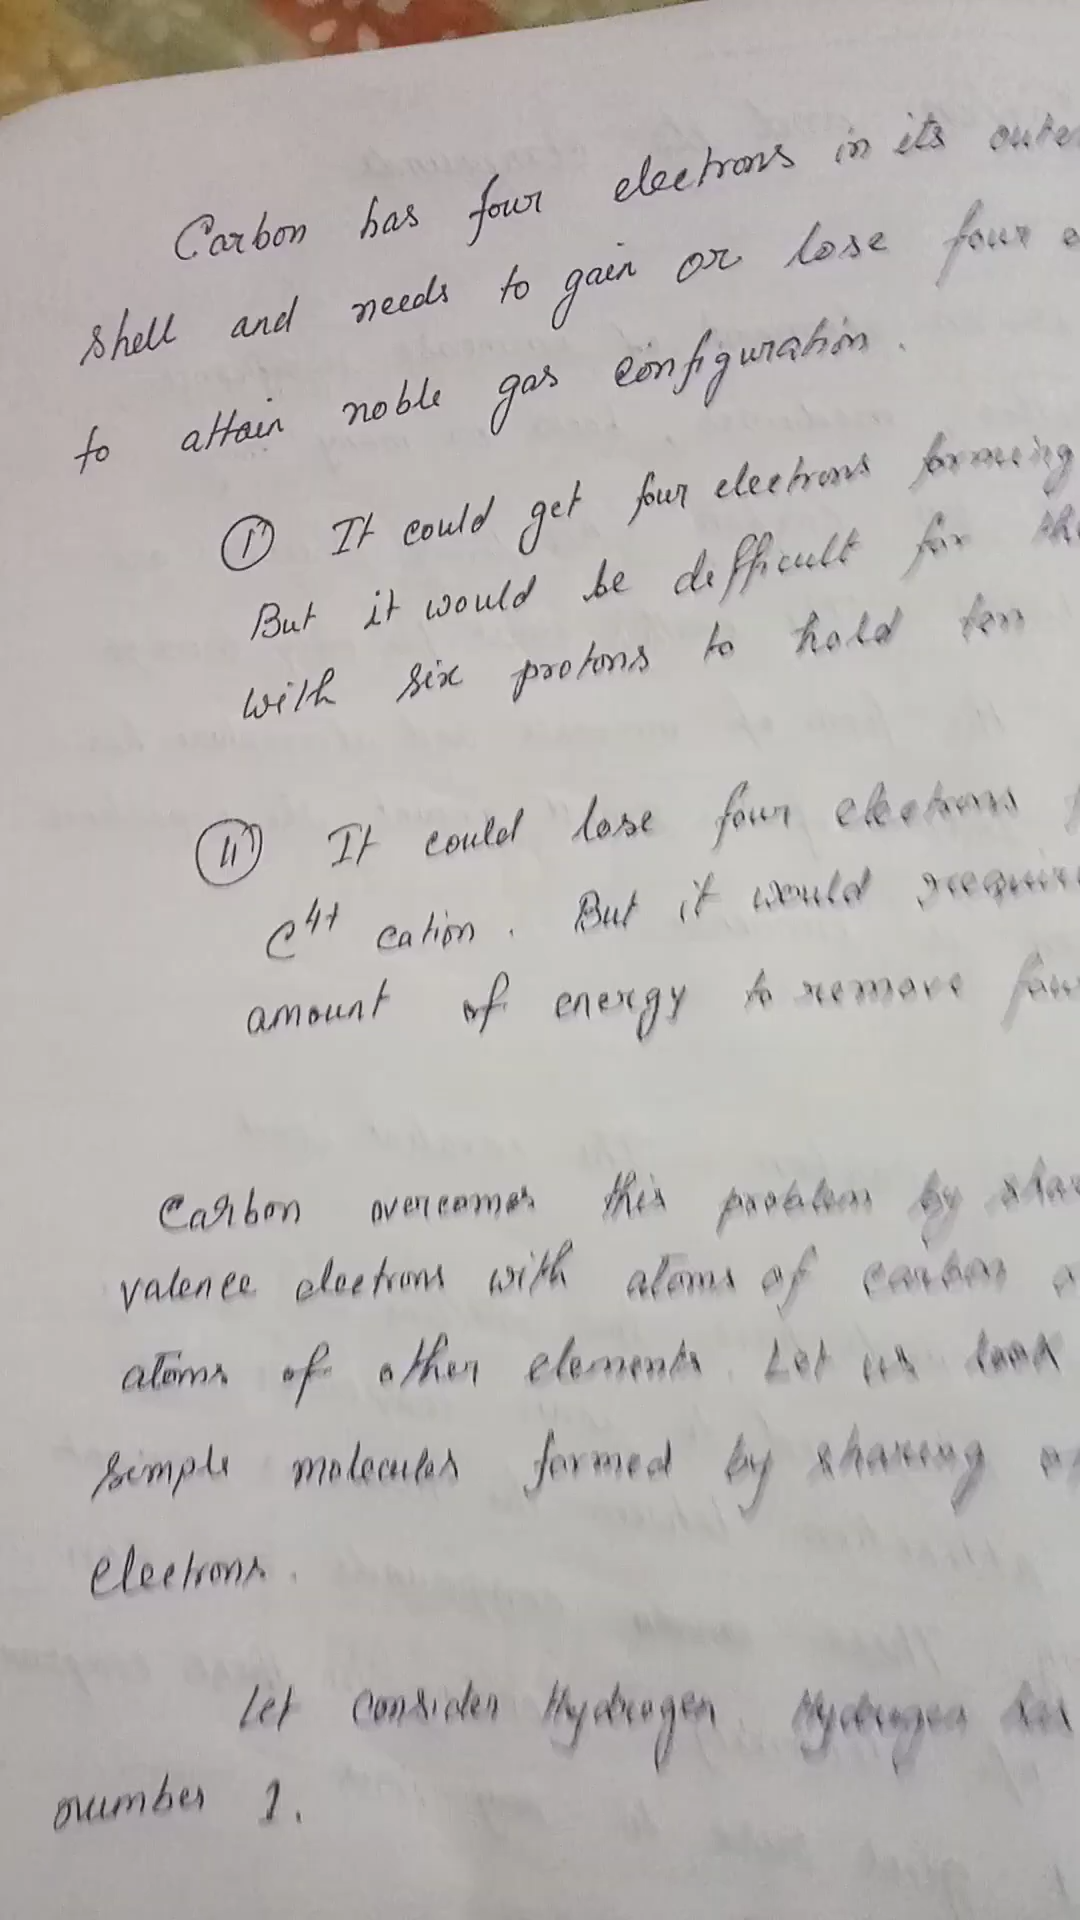 Carbon has four electrons in its oute
shell and needs to gain or lose four e
to attain noble gas configuration.
(i) It could get four electrons forming
But it would be difficult for the
with six protons to hold ten
(ii) It could lose four electrons f
C⁴⁺ cation. But it would require
amount of energy to remove four
Carbon overcomes this problem by shar
valence electrons with atoms of carbon o
atoms of other elements. Let us look
simple molecules formed by sharing of
electrons.
Let consider Hydrogen. Hydrogen has
number 1.